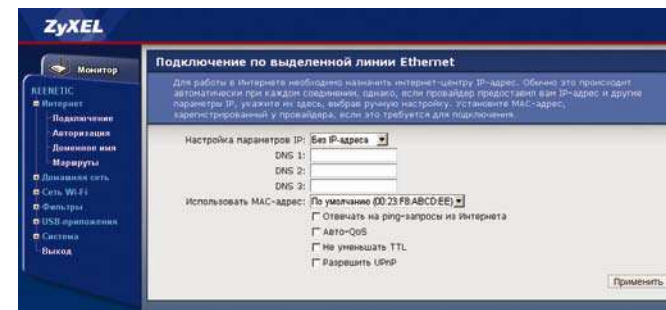 ZyXEL
Монитор
KEENETIC
Интернет
Подключение
Авторизация
Доменное имя
Маршруты
Домашняя сеть
Сеть Wi-Fi
Фильтры
USB-приложения
Система
Выход
Подключение по выделенной линии Ethernet
Для работы в Интернете необходимо назначить интернет-центру IP-адрес. Обычно это происходит
автоматически при каждом соединении, однако, если провайдер предоставил вам IP-адрес и другие
параметры IP, укажите их здесь, выбрав ручную настройку. Установите MAC-адрес,
зарегистрированный у провайдера, если это требуется для подключения.
Настройка параметров IP: Без IP-адреса
DNS 1:
DNS 2:
DNS 3:
Использовать MAC-адрес: По умолчанию (00:23:F8:ABCD:EE)
Отвечать на ping-запросы из Интернета
Авто-QoS
Не уменьшать TTL
Разрешить UPnP
Применить